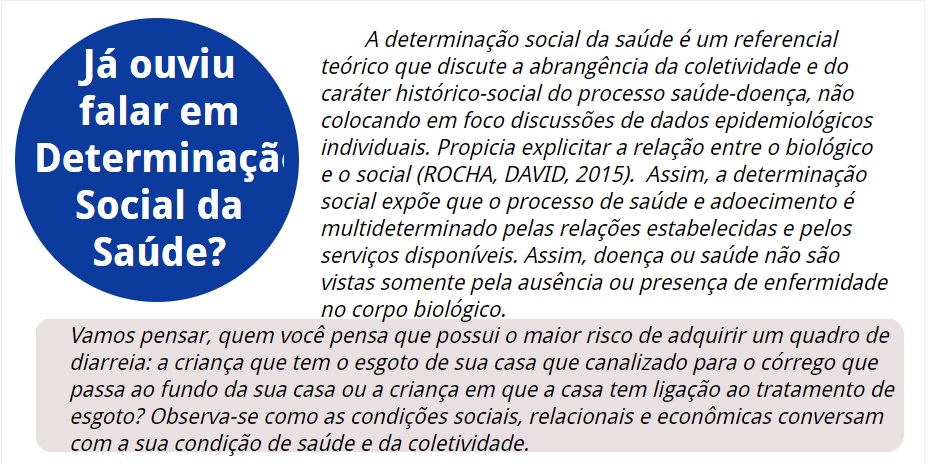 Já ouviu
falar em
Determinaçã
Social da
Saúde?
A determinação social da saúde é um referencial
teórico que discute a abrangência da coletividade e do
caráter histórico-social do processo saúde-doença, não
colocando em foco discussões de dados epidemiológicos
individuais. Propicia explicitar a relação entre o biológico
e o social (ROCHA, DAVID, 2015). Assim, a determinação
social expõe que o processo de saúde e adoecimento é
multideterminado pelas relações estabelecidas e pelos
serviços disponíveis. Assim, doença ou saúde não são
vistas somente pela ausência ou presença de enfermidade
no corpo biológico.
Vamos pensar, quem você pensa que possui o maior risco de adquirir um quadro de
diarreia: a criança que tem o esgoto de sua casa que canalizado para o córrego que
passa ao fundo da sua casa ou a criança em que a casa tem ligação ao tratamento de
esgoto? Observa-se como as condições sociais, relacionais e econômicas conversam
com a sua condição de saúde e da coletividade.